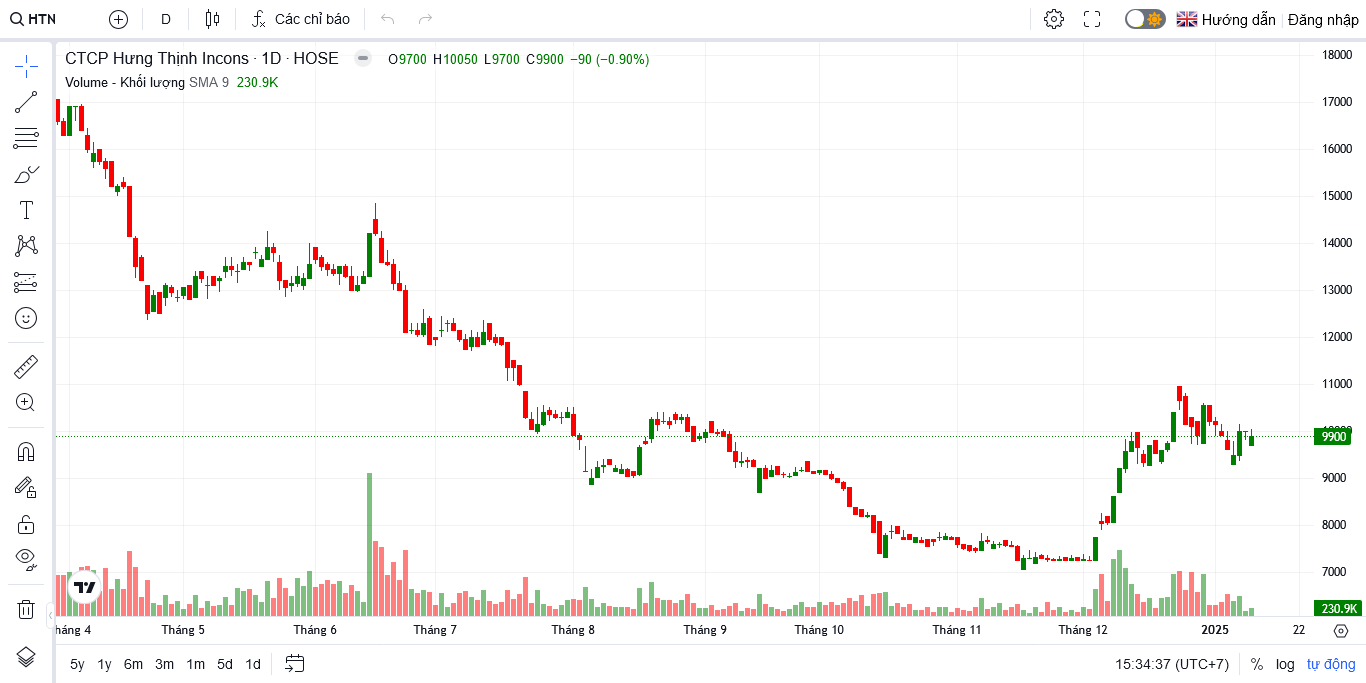 HTN D Các chỉ báo Hướng dẫn Đăng nhập
CTCP Hưng Thịnh Incons · 1D · HOSE O9700 H10050 L9700 C9900 −90 (−0.90%)
Volume - Khối lượng SMA 9 230.9K
18000
17000
16000
15000
14000
13000
12000
11000
10000
9900
9000
8000
7000
230.9K
háng 4 Tháng 5 Tháng 6 Tháng 7 Tháng 8 Tháng 9 Tháng 10 Tháng 11 Tháng 12 2025 22
5y 1y 6m 3m 1m 5d 1d 15:34:37 (UTC+7) % log tự động